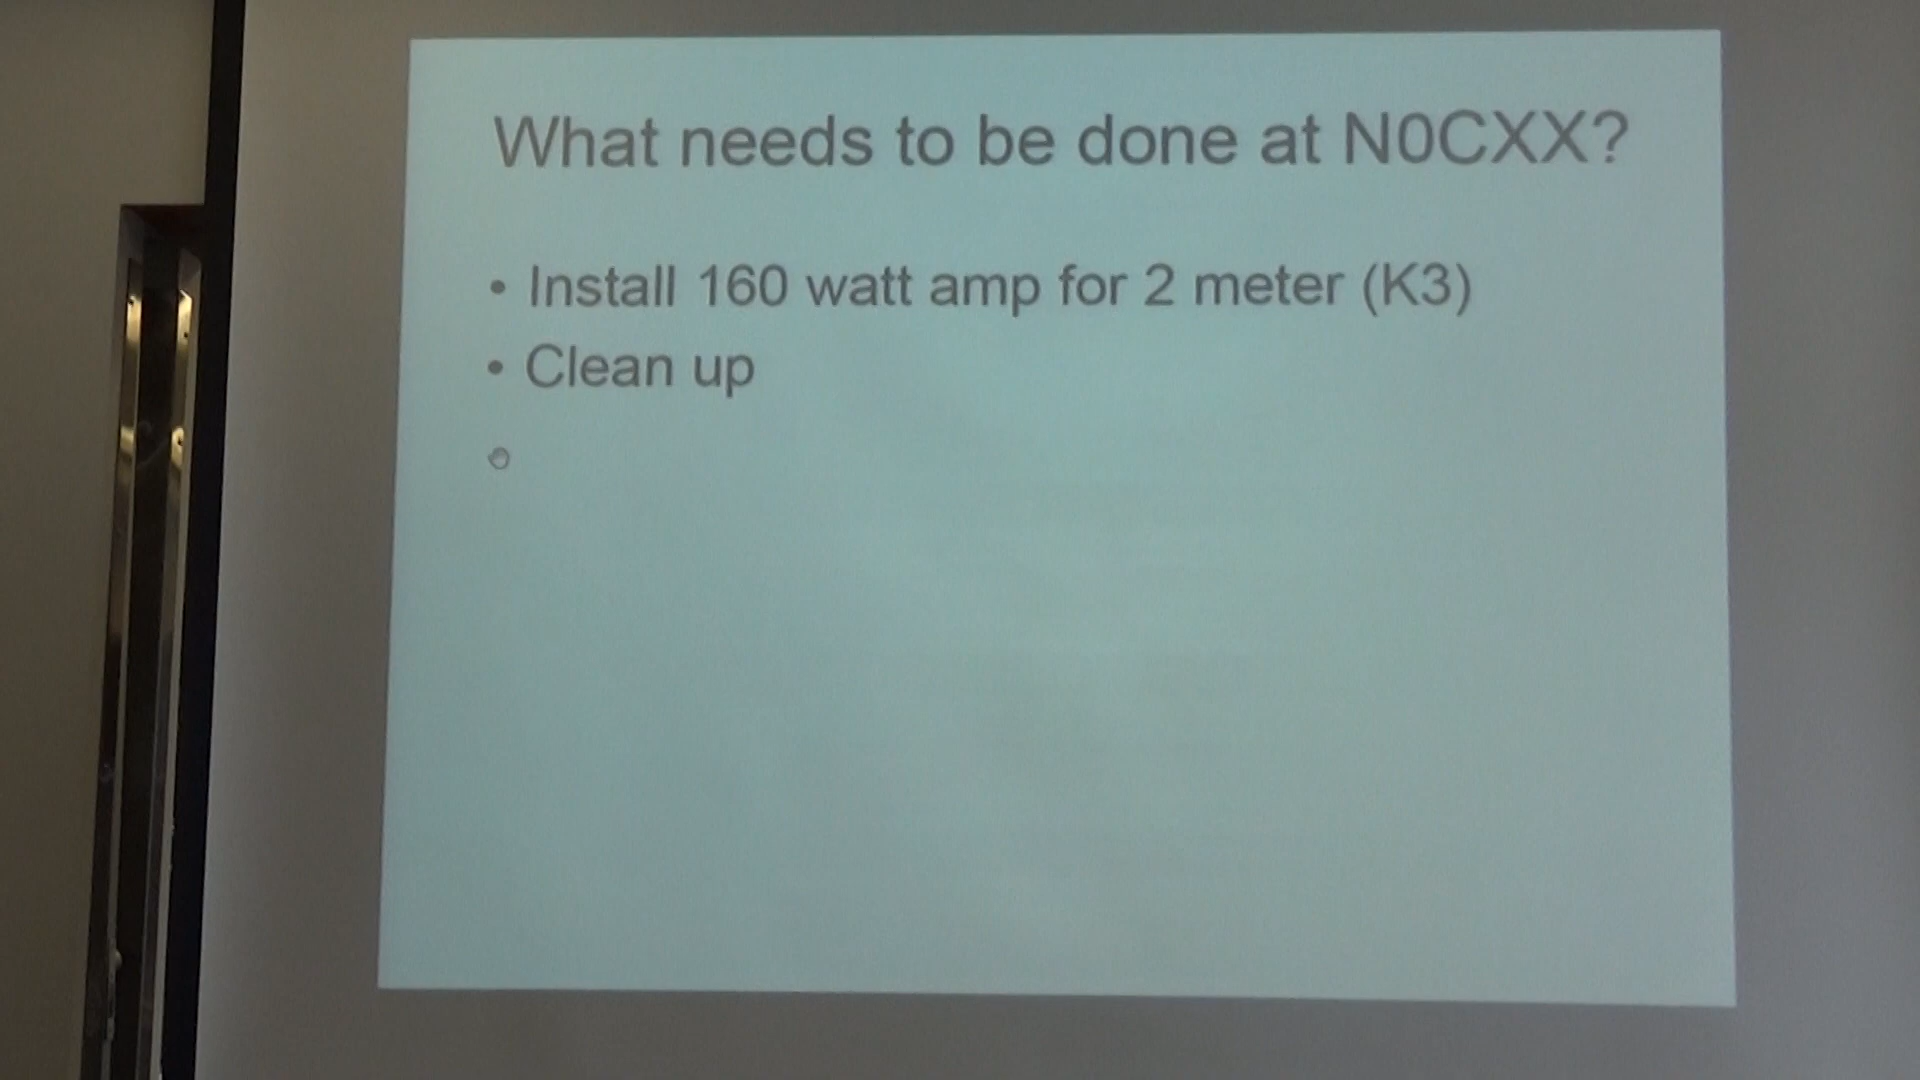 What needs to be done at N0CXX?
• Install 160 watt amp for 2 meter (K3)
• Clean up